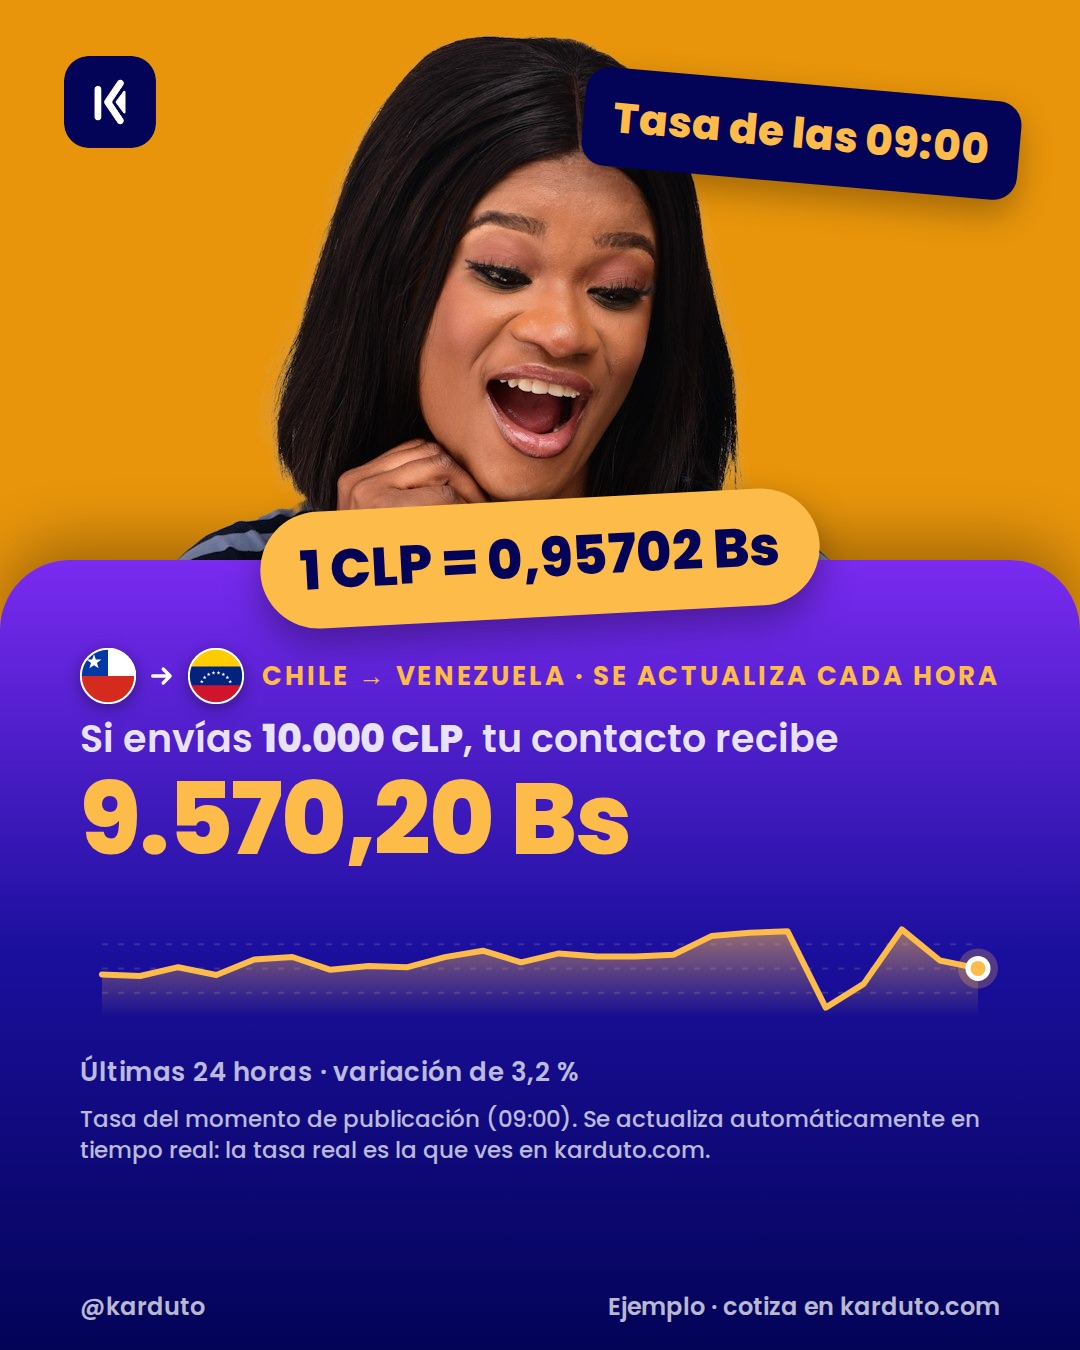 Tasa de las 09:00
1 CLP = 0,95702 Bs
CHILE → VENEZUELA · SE ACTUALIZA CADA HORA
Si envías 10.000 CLP, tu contacto recibe
9.570,20 Bs
Últimas 24 horas · variación de 3,2 %
Tasa del momento de publicación (09:00). Se actualiza automáticamente en
tiempo real: la tasa real es la que ves en karduto.com.
@karduto
Ejemplo · cotiza en karduto.com